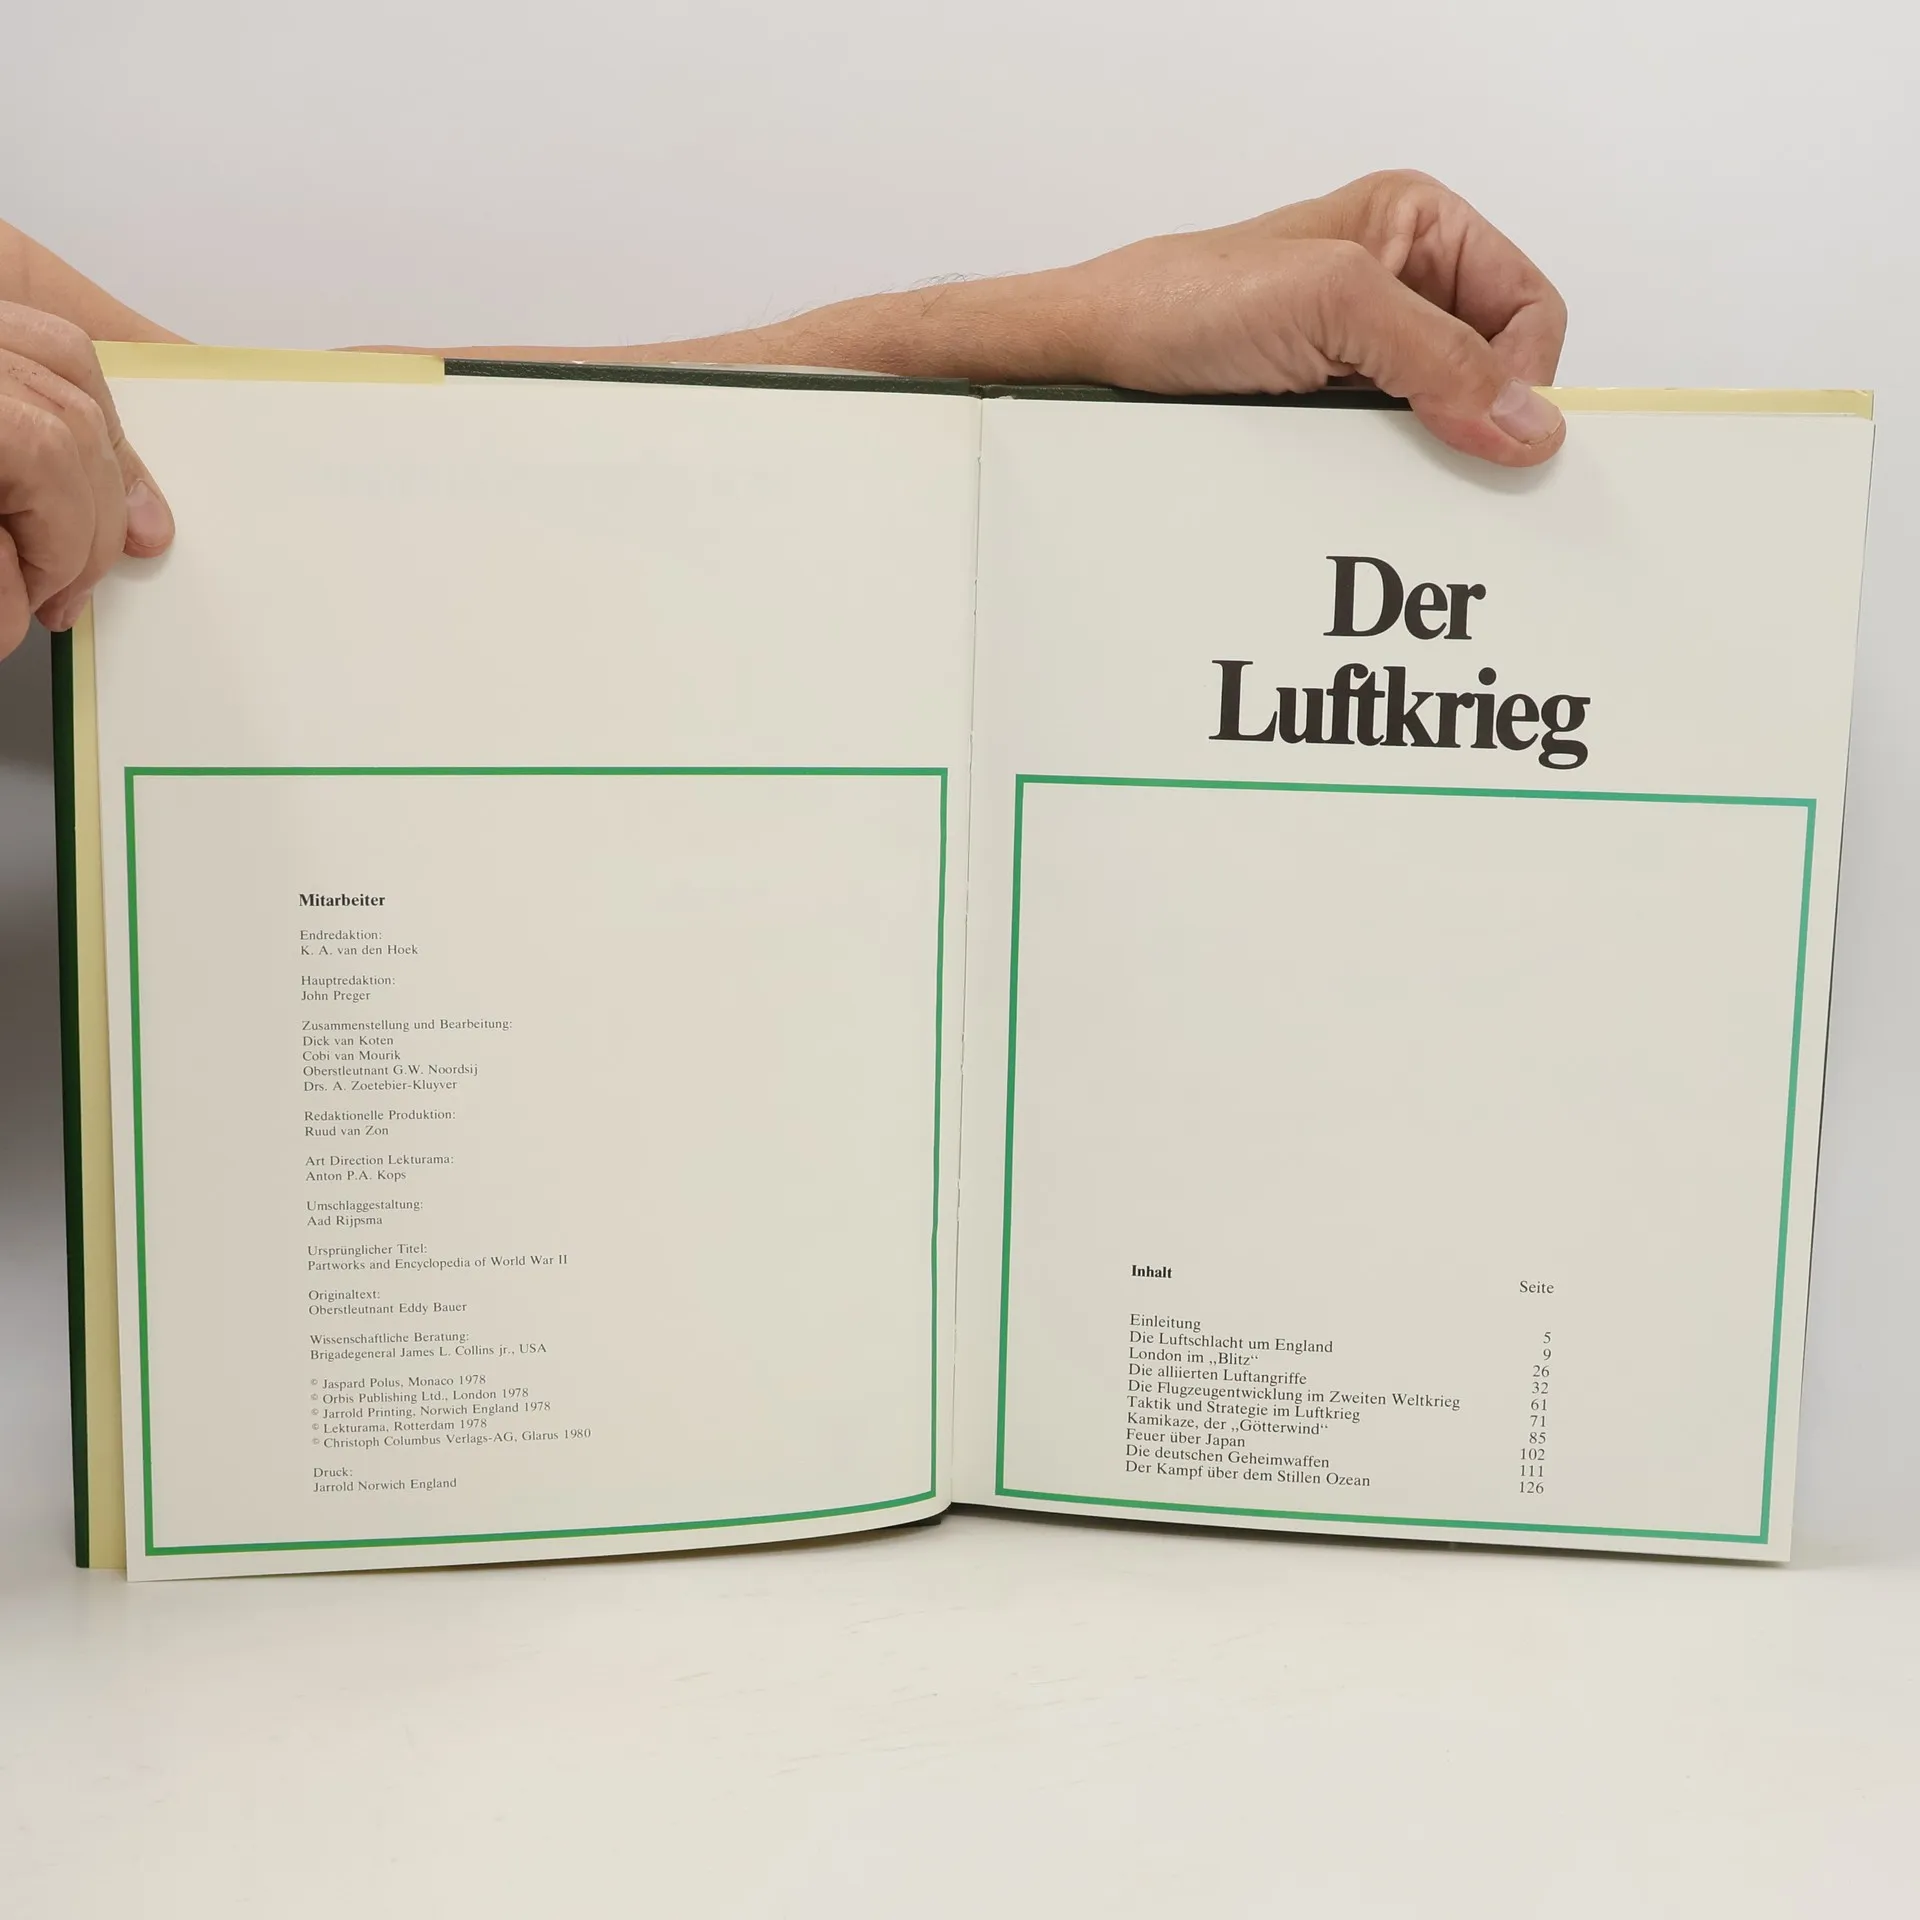 Mitarbeiter
Endredaktion:
K. A. van den Hoek
Hauptredaktion:
John Preger
Zusammenstellung und Bearbeitung:
Dick van Koten
Cobi van Mourik
Oberstleutnant G.W. Noordsij
Drs. A. Zoetebier-Kluyver
Redaktionelle Produktion:
Ruud van Zon
Art Direction Lekturama:
Anton P.A. Kops
Umschlaggestaltung:
Aad Rijpsma
Ursprünglicher Titel:
Partworks and Encyclopedia of World War II
Originaltext:
Oberstleutnant Eddy Bauer
Wissenschaftliche Beratung:
Brigadegeneral James L. Collins jr., USA
© Jaspard Polus, Monaco 1978
© Orbis Publishing Ltd., London 1978
© Jarrold Printing, Norwich England 1978
© Lekturama, Rotterdam 1978
© Christoph Columbus Verlags-AG, Glarus 1980
Druck:
Jarrold Norwich England
Der
Luftkrieg
Inhalt Seite
Einleitung 5
Die Luftschlacht um England 9
London im „Blitz“ 26
Die alliierten Luftangriffe 32
Die Flugzeugentwicklung im Zweiten Weltkrieg 61
Taktik und Strategie im Luftkrieg 71
Kamikaze, der „Götterwind“ 85
Feuer über Japan 102
Die deutschen Geheimwaffen 111
Der Kampf über dem Stillen Ozean 126